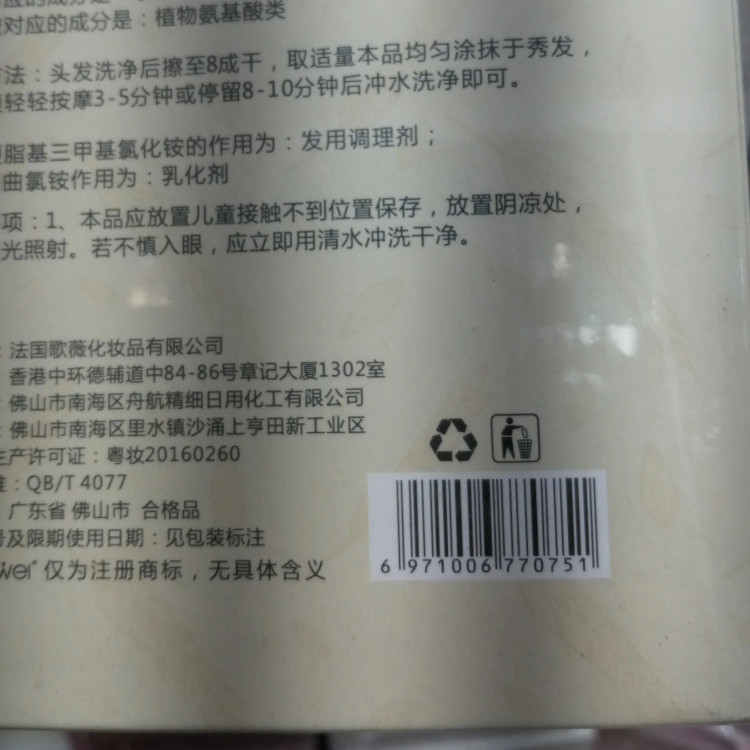 对应的成分是：植物氨基酸类
法：头发洗净后擦至8成干，取适量本品均匀涂抹于秀发，
轻轻按摩3-5分钟或停留8-10分钟后冲水洗净即可。
脂基三甲基氯化铵的作用为：发用调理剂；
曲氯铵作用为：乳化剂
项：1、本品应放置儿童接触不到位置保存，放置阴凉处，
光照射。若不慎入眼，应立即用清水冲洗干净。
：法国歌薇化妆品有限公司
：香港中环德辅道中84-86号章记大厦1302室
：佛山市南海区舟航精细日用化工有限公司
：佛山市南海区里水镇沙涌上亨田新工业区
生产许可证：粤妆20160260
准：QB/T 4077
：广东省 佛山市 合格品
号及限期使用日期：见包装标注
wei® 仅为注册商标，无具体含义
6 971006 770751